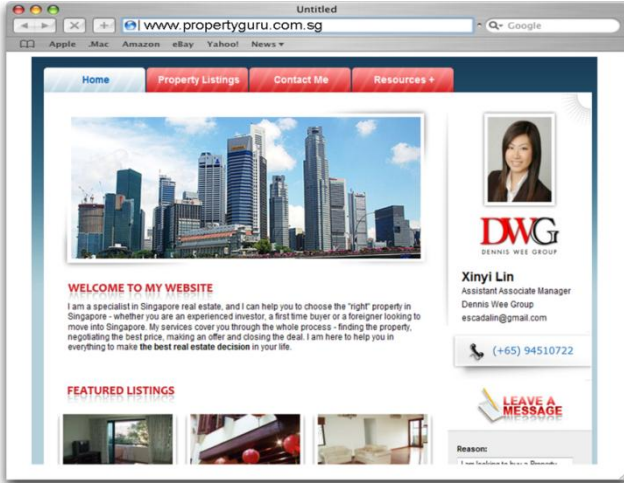 Untitled
www.propertyguru.com.sg
Google
Apple .Mac Amazon eBay Yahoo! News
Home Property Listings Contact Me Resources +
DWG
DENNIS WEE GROUP
Xinyi Lin
Assistant Associate Manager
Dennis Wee Group
escadalin@gmail.com
(+65) 94510722
LEAVE A
MESSAGE
Reason:
I am looking to buy a Property
WELCOME TO MY WEBSITE
I am a specialist in Singapore real estate, and I can help you to choose the "right" property in
Singapore - whether you are an experienced investor, a first time buyer or a foreigner looking to
move into Singapore. My services cover you through the whole process - finding the property,
negotiating the best price, making an offer and closing the deal. I am here to help you in
everything to make the best real estate decision in your life.
FEATURED LISTINGS